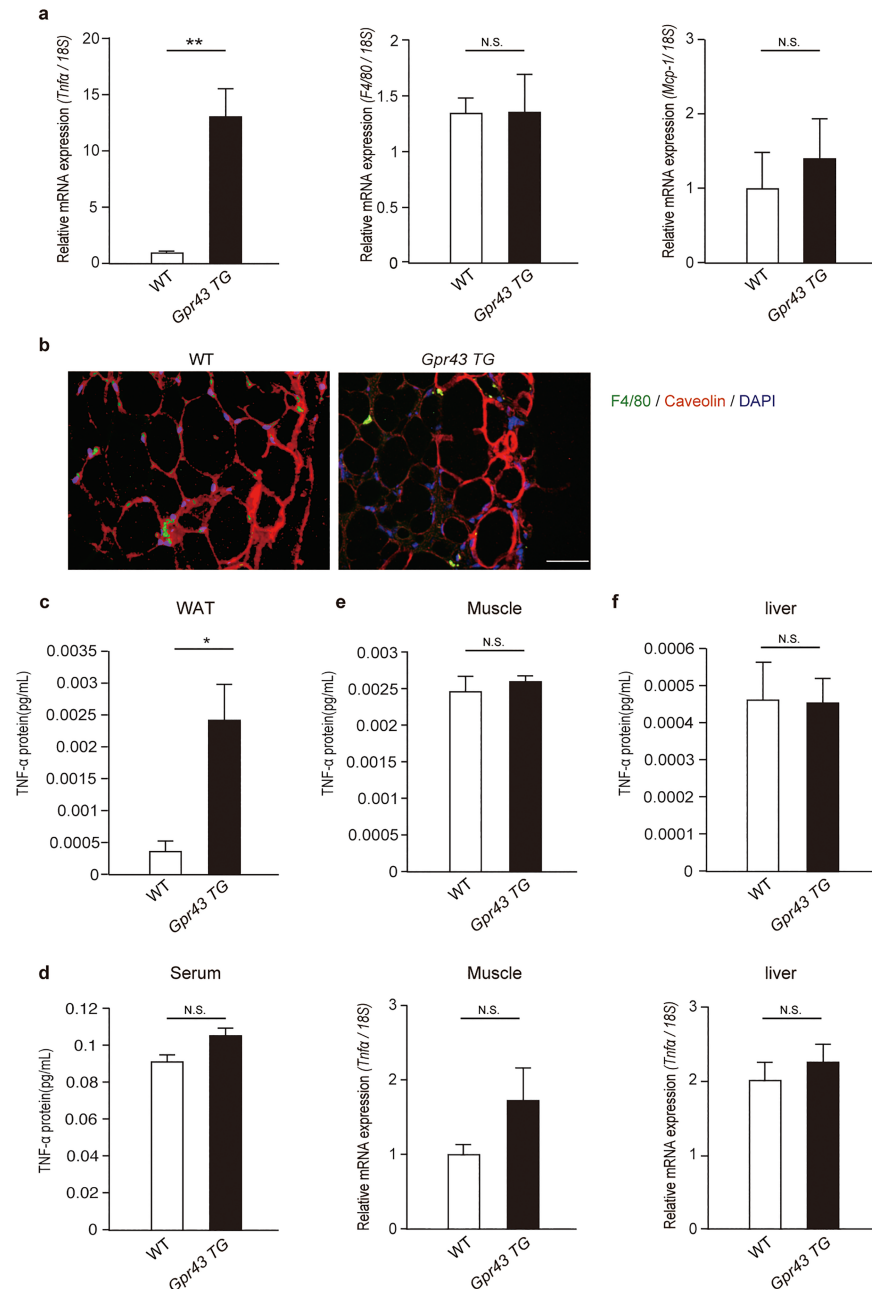 a
Relative mRNA expression (Tnfα / 18S)
20
15
10
5
0
**
WT
Gpr43 TG
Relative mRNA expression (F4/80 / 18S)
2
1.5
1
0.5
0
N.S.
WT
Gpr43 TG
Relative mRNA expression (Mcp-1/ 18S)
3
2
1
0
N.S.
WT
Gpr43 TG
b
WT
Gpr43 TG
F4/80 / Caveolin / DAPI
c
WAT
TNF-α protein(pg/mL)
0.0035
0.003
0.0025
0.002
0.0015
0.001
0.0005
0
*
WT
Gpr43 TG
e
Muscle
TNF-α protein(pg/mL)
0.003
0.0025
0.002
0.0015
0.001
0.0005
0
N.S.
WT
Gpr43 TG
f
liver
TNF-α protein(pg/mL)
0.0006
0.0005
0.0004
0.0003
0.0002
0.0001
0
N.S.
WT
Gpr43 TG
d
Serum
TNF-α protein(pg/mL)
0.12
0.1
0.08
0.06
0.04
0.02
0
N.S.
WT
Gpr43 TG
Muscle
Relative mRNA expression (Tnfα / 18S)
3
2
1
0
N.S.
WT
Gpr43 TG
liver
Relative mRNA expression (Tnfα / 18S)
3
2
1
0
N.S.
WT
Gpr43 TG